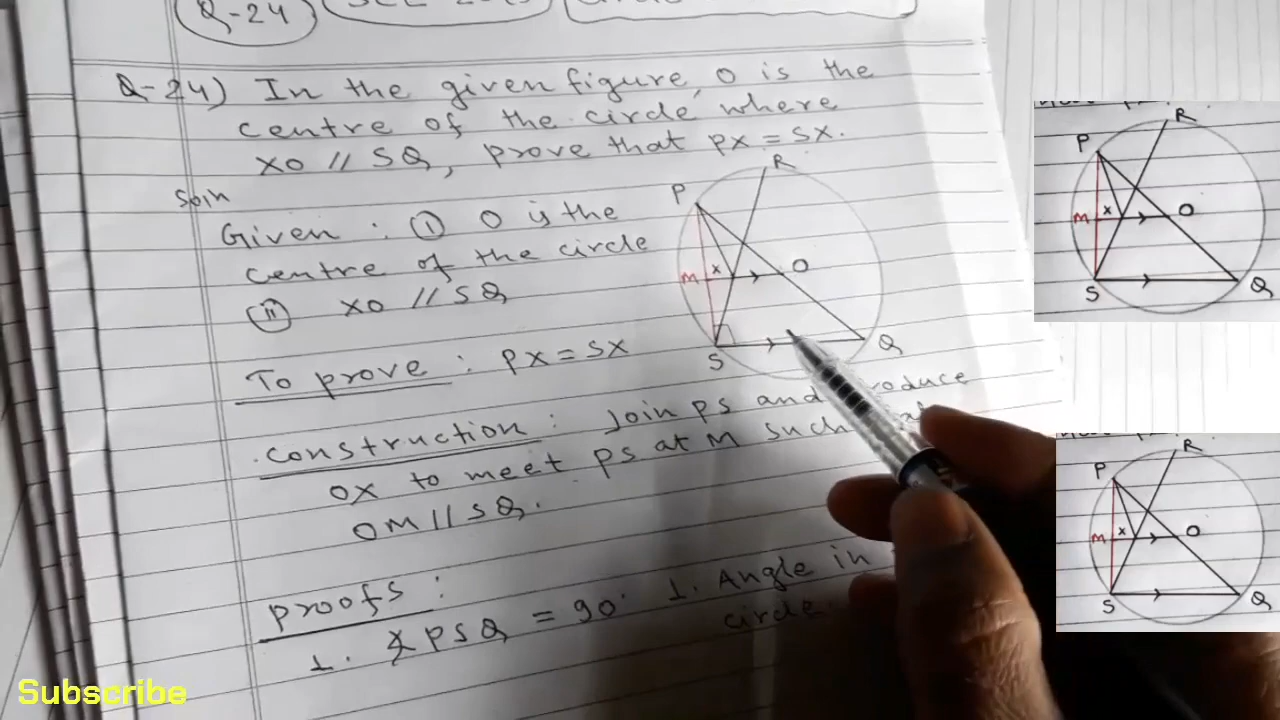 Q-24
Q-24) In the given figure, O is the
centre of the circle where
XO // SQ, prove that PX = SX.
Soln
Given : (i) O is the
centre of the circle
(ii) XO // SQ
P
R
M
X
O
S
Q
To prove : PX = SX
Construction : Join PS and
OX to meet PS at M such
OM // SQ.
Proofs :
1. ∡PSQ = 90° 1. Angle in
circle.
P
R
M
X
O
S
Q
P
R
M
X
O
S
Q
Subscribe